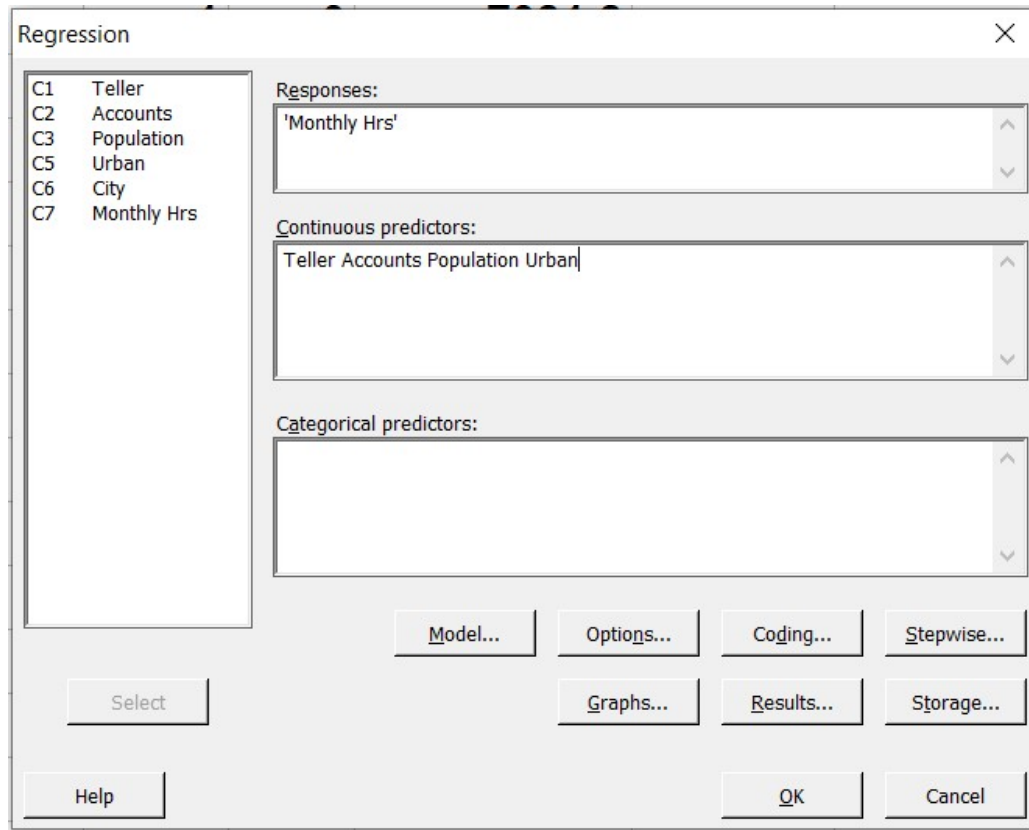 Regression
C1 Teller
C2 Accounts
C3 Population
C5 Urban
C6 City
C7 Monthly Hrs
Responses:
'Monthly Hrs'
Continuous predictors:
Teller Accounts Population Urban
Categorical predictors:
Model...
Options...
Coding...
Stepwise...
Select
Graphs...
Results...
Storage...
Help
OK
Cancel